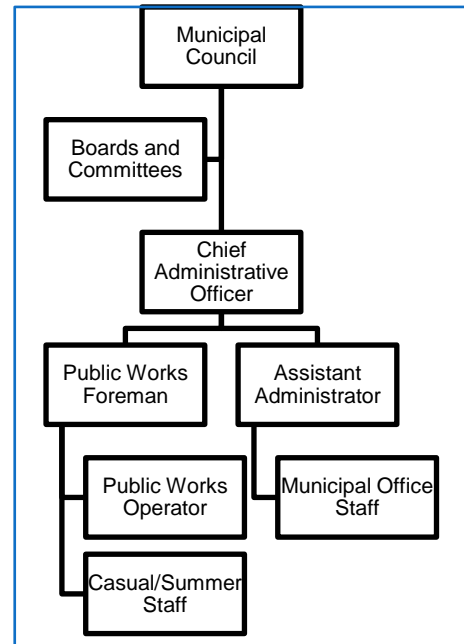 Municipal
Council
Boards and
Committees
Chief
Administrative
Officer
Public Works
Foreman
Assistant
Administrator
Public Works
Operator
Municipal Office
Staff
Casual/Summer
Staff